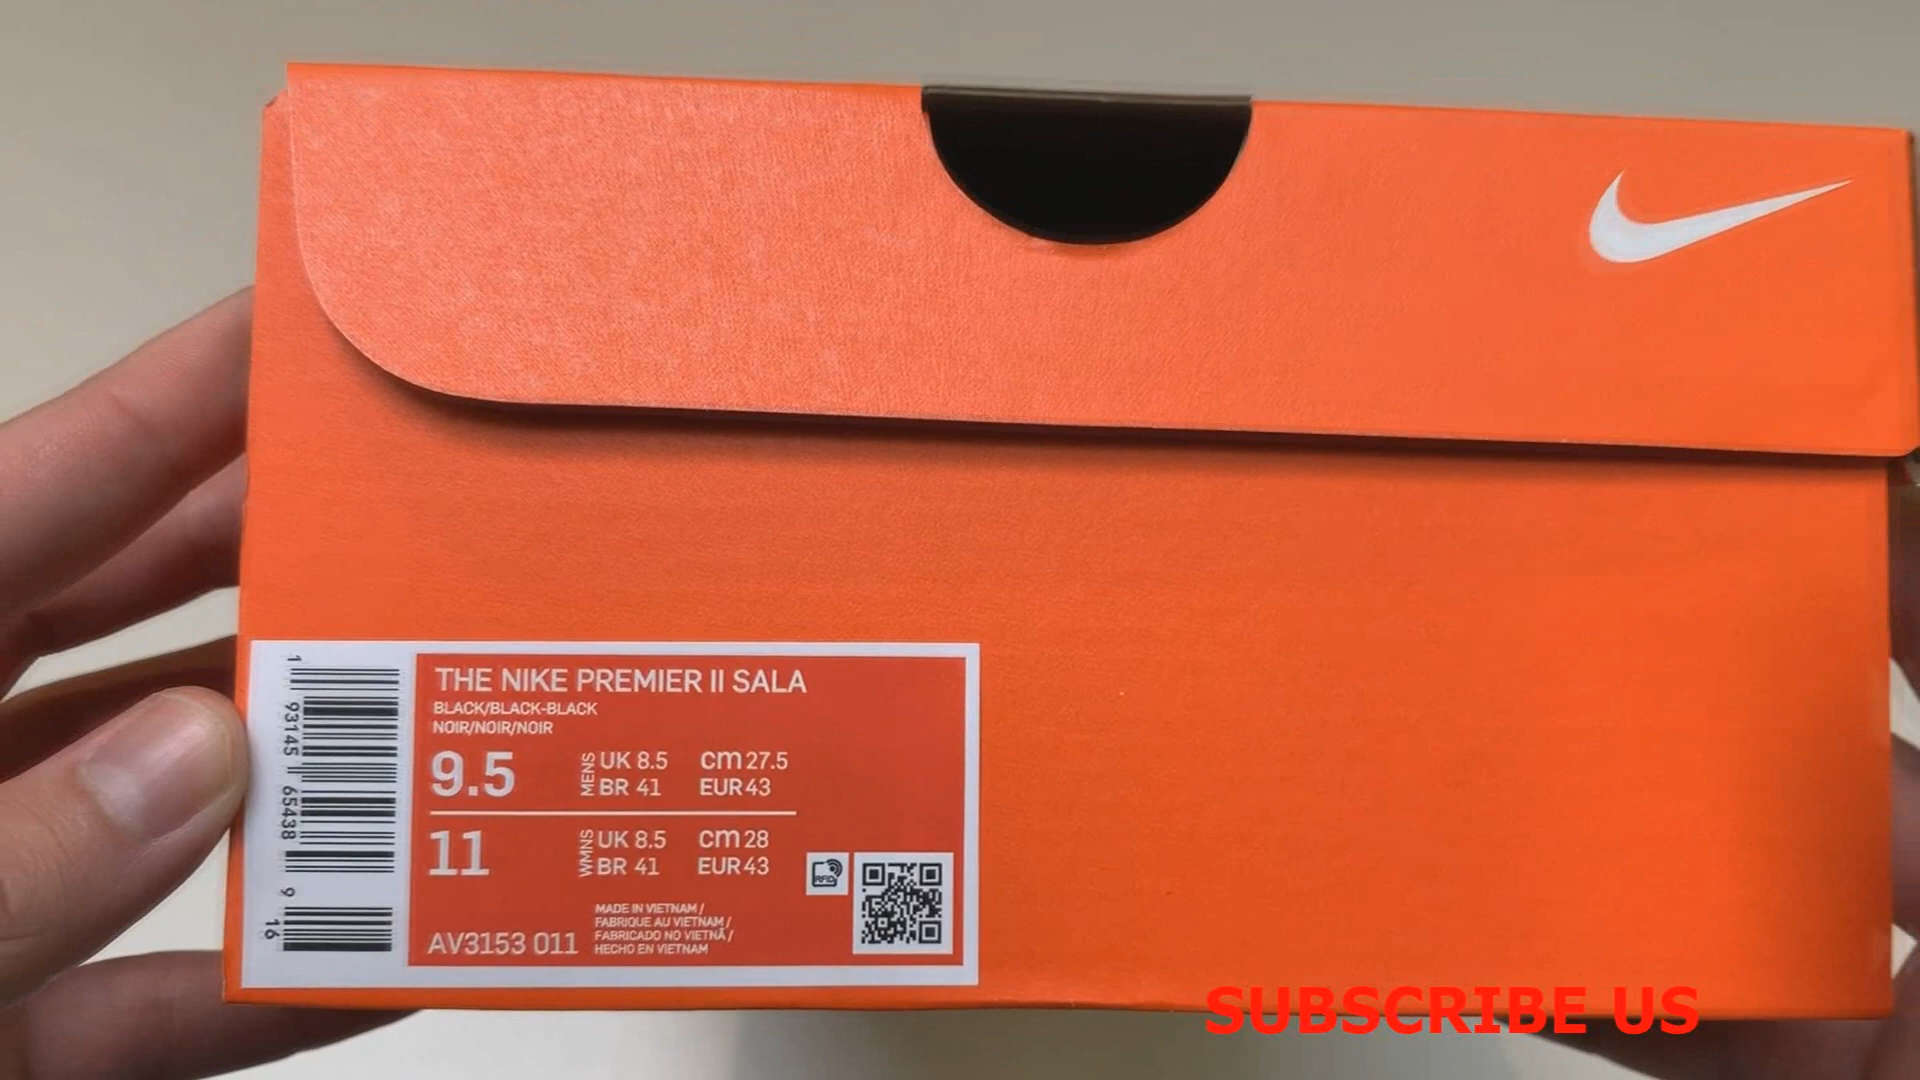 THE NIKE PREMIER II SALA
BLACK/BLACK-BLACK
NOIR/NOIR/NOIR
9.5 MENS UK 8.5 cm 27.5
BR 41 EUR 43
11 WMNS UK 8.5 cm 28
BR 41 EUR 43
MADE IN VIETNAM /
FABRIQUE AU VIETNAM /
FABRICADO NO VIETNÃ /
HECHO EN VIETNAM
AV3153 011
RFID
1 93145 65438 9
16
SUBSCRIBE US